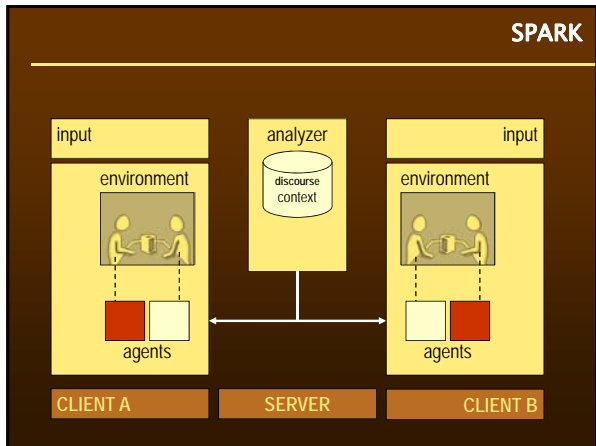 SPARK
input
analyzer
input
discourse
context
environment
environment
agents
agents
CLIENT A
SERVER
CLIENT B